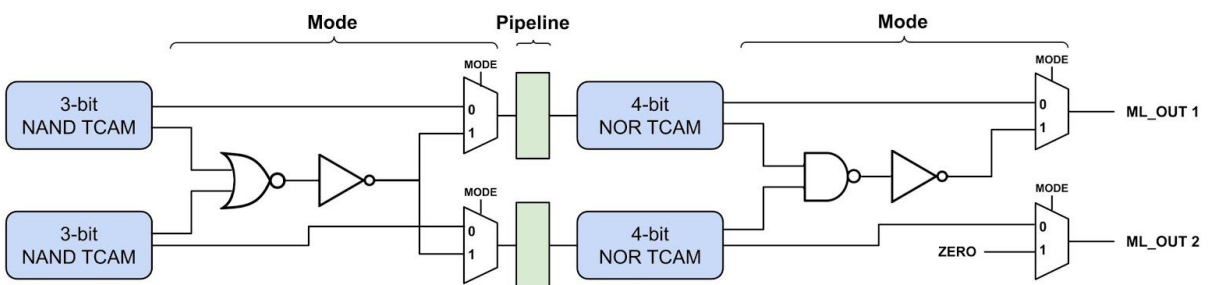 Mode
Pipeline
Mode
MODE
MODE
3-bit
NAND TCAM
0
1
4-bit
NOR TCAM
0
1
ML_OUT 1
MODE
MODE
3-bit
NAND TCAM
0
1
4-bit
NOR TCAM
0
ZERO
1
ML_OUT 2